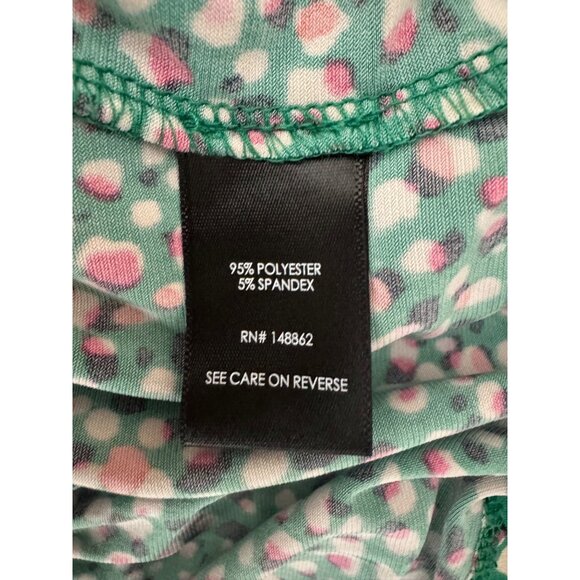 95% POLYESTER
5% SPANDEX
RN# 148862
SEE CARE ON REVERSE